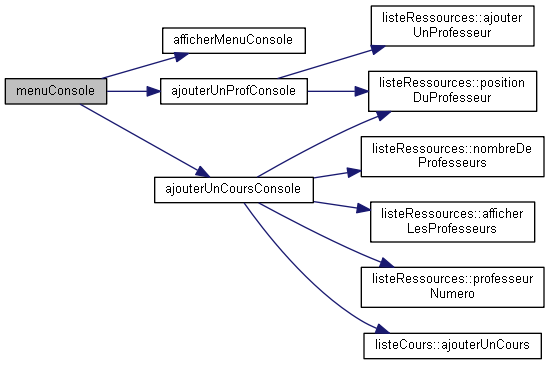 menuConsole
afficherMenuConsole
ajouterUnProfConsole
ajouterUnCoursConsole
listeRessources::ajouter
UnProfesseur
listeRessources::position
DuProfesseur
listeRessources::nombreDe
Professeurs
listeRessources::afficher
LesProfesseurs
listeRessources::professeur
Numero
listeCours::ajouterUnCours